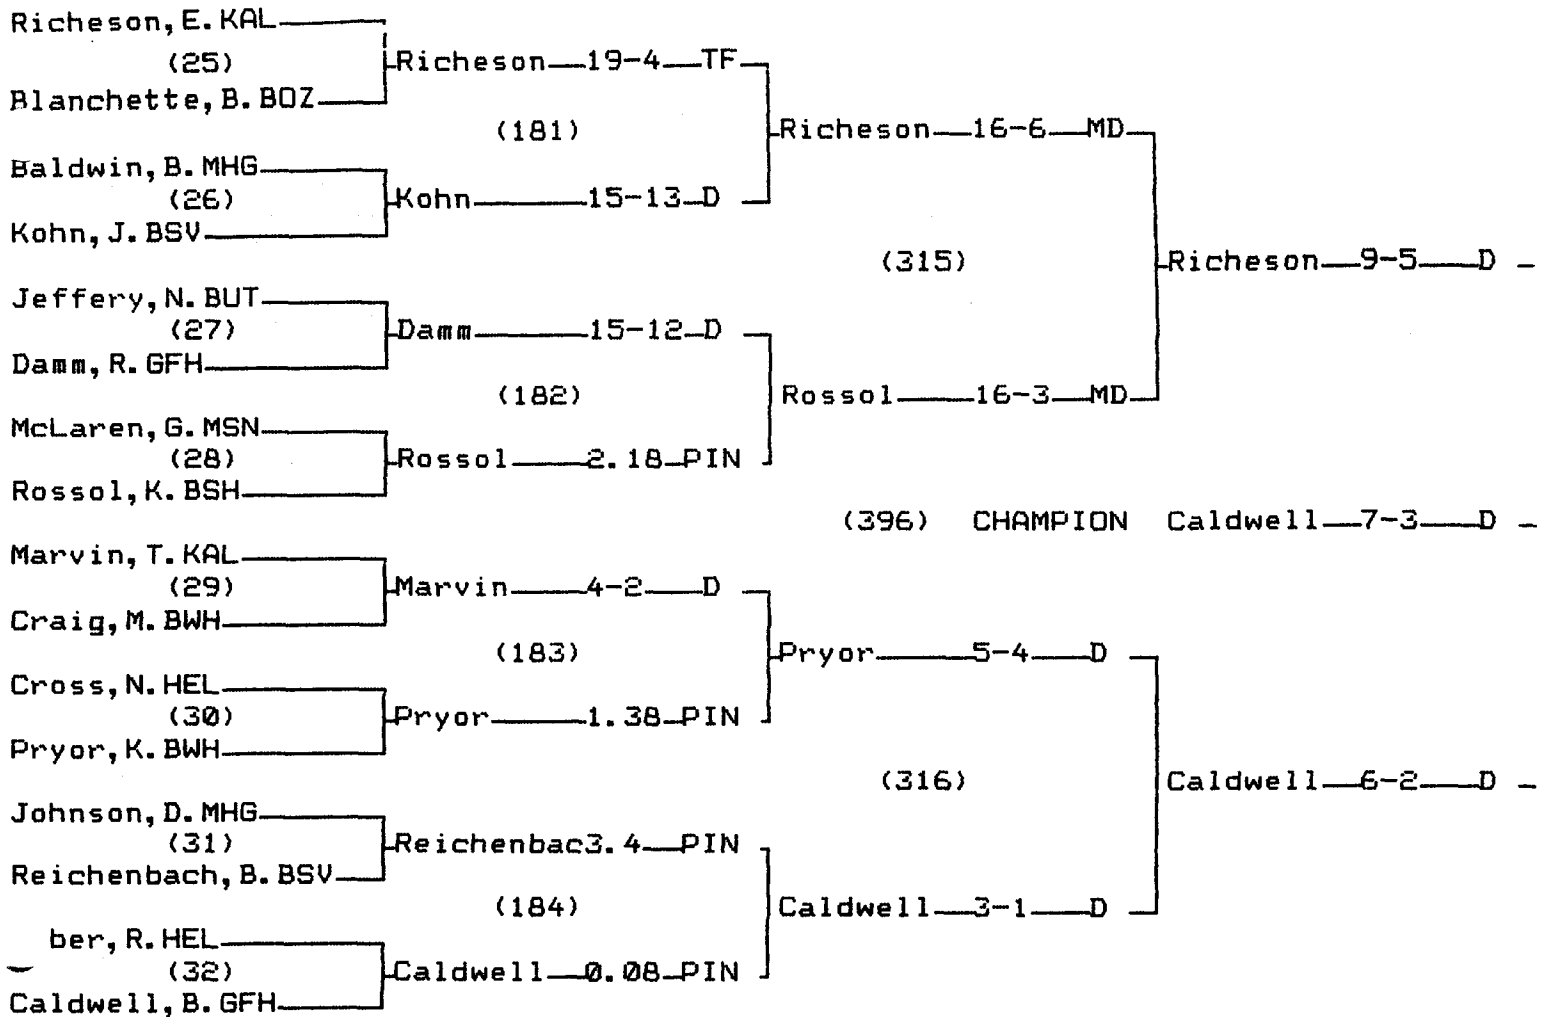 Richeson, E. KAL
(25) Richeson 19-4 TF
Blanchette, B. BOZ
(181) Richeson 16-6 MD
Baldwin, B. MHG
(26) Kohn 15-13 D
Kohn, J. BSV
(315) Richeson 9-5 D
Jeffery, N. BUT
(27) Damm 15-12 D
Damm, R. GFH
(182) Rossol 16-3 MD
McLaren, G. MSN
(28) Rossol 2.18 PIN
Rossol, K. BSH
(396) CHAMPION Caldwell 7-3 D
Marvin, T. KAL
(29) Marvin 4-2 D
Craig, M. BWH
(183) Pryor 5-4 D
Cross, N. HEL
(30) Pryor 1.38 PIN
Pryor, K. BWH
(316) Caldwell 6-2 D
Johnson, D. MHG
(31) Reichenbac3.4 PIN
Reichenbach, B. BSV
(184) Caldwell 3-1 D
ber, R. HEL
(32) Caldwell 0.08 PIN
Caldwell, B. GFH